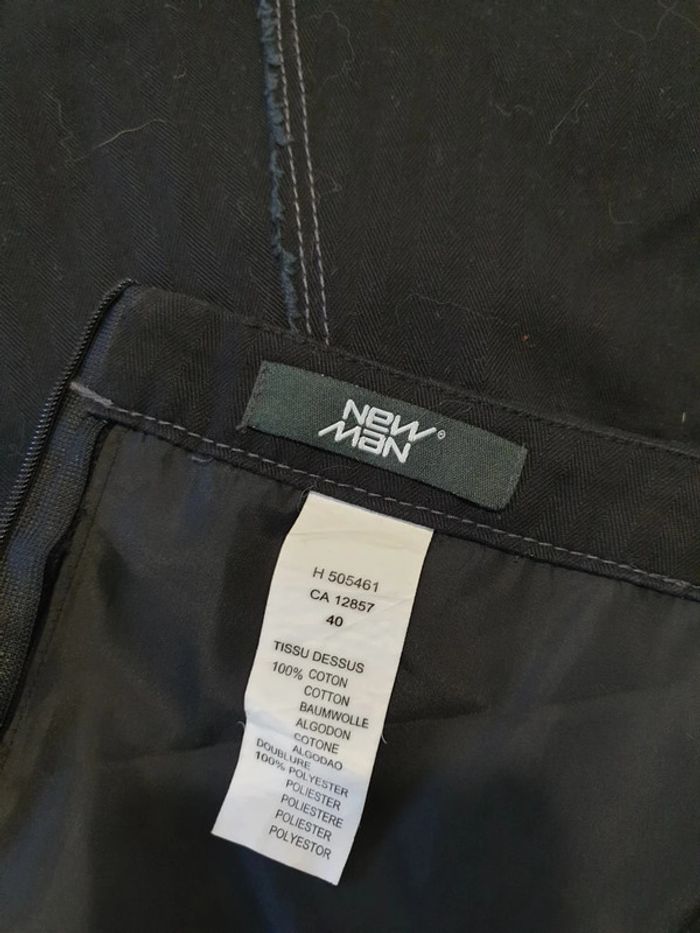 New
Man®
H 505461
CA 12857
40
TISSU DESSUS
100% COTON
COTTON
BAUMWOLLE
ALGODON
COTONE
ALGODAO
DOUBLURE
100% POLYESTER
POLIESTER
POLIESTERE
POLIESTER
POLYESTOR